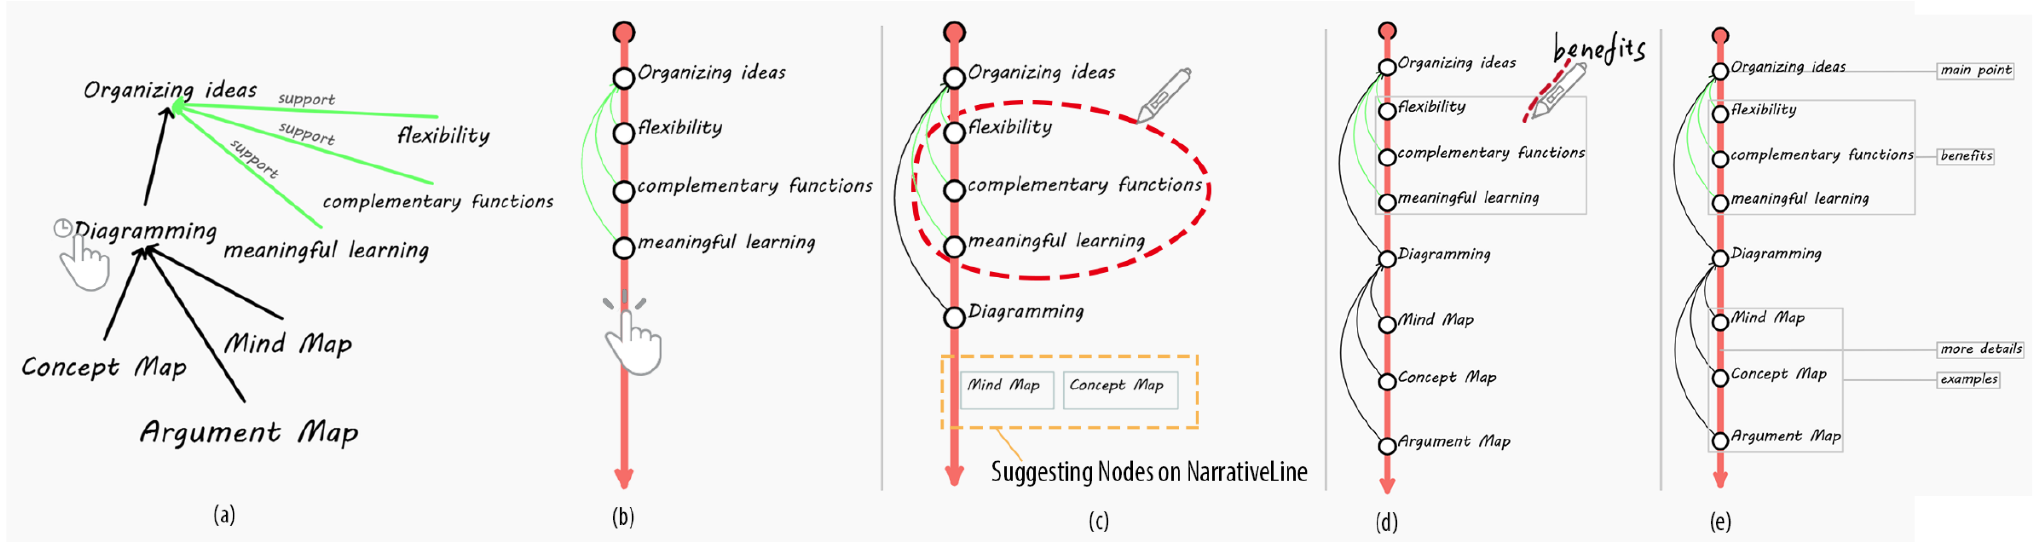 Organizing ideas
support
flexibility
support
support
complementary functions
Diagramming
meaningful learning
Mind Map
Concept Map
Argument Map
(a)
Organizing ideas
flexibility
complementary functions
meaningful learning
(b)
Organizing ideas
flexibility
complementary functions
meaningful learning
Diagramming
Mind Map
Concept Map
Suggesting Nodes on NarrativeLine
(c)
benefits
Organizing ideas
flexibility
complementary functions
meaningful learning
Diagramming
Mind Map
Concept Map
Argument Map
(d)
Organizing ideas
main point
flexibility
complementary functions
benefits
meaningful learning
Diagramming
Mind Map
more details
Concept Map
examples
Argument Map
(e)